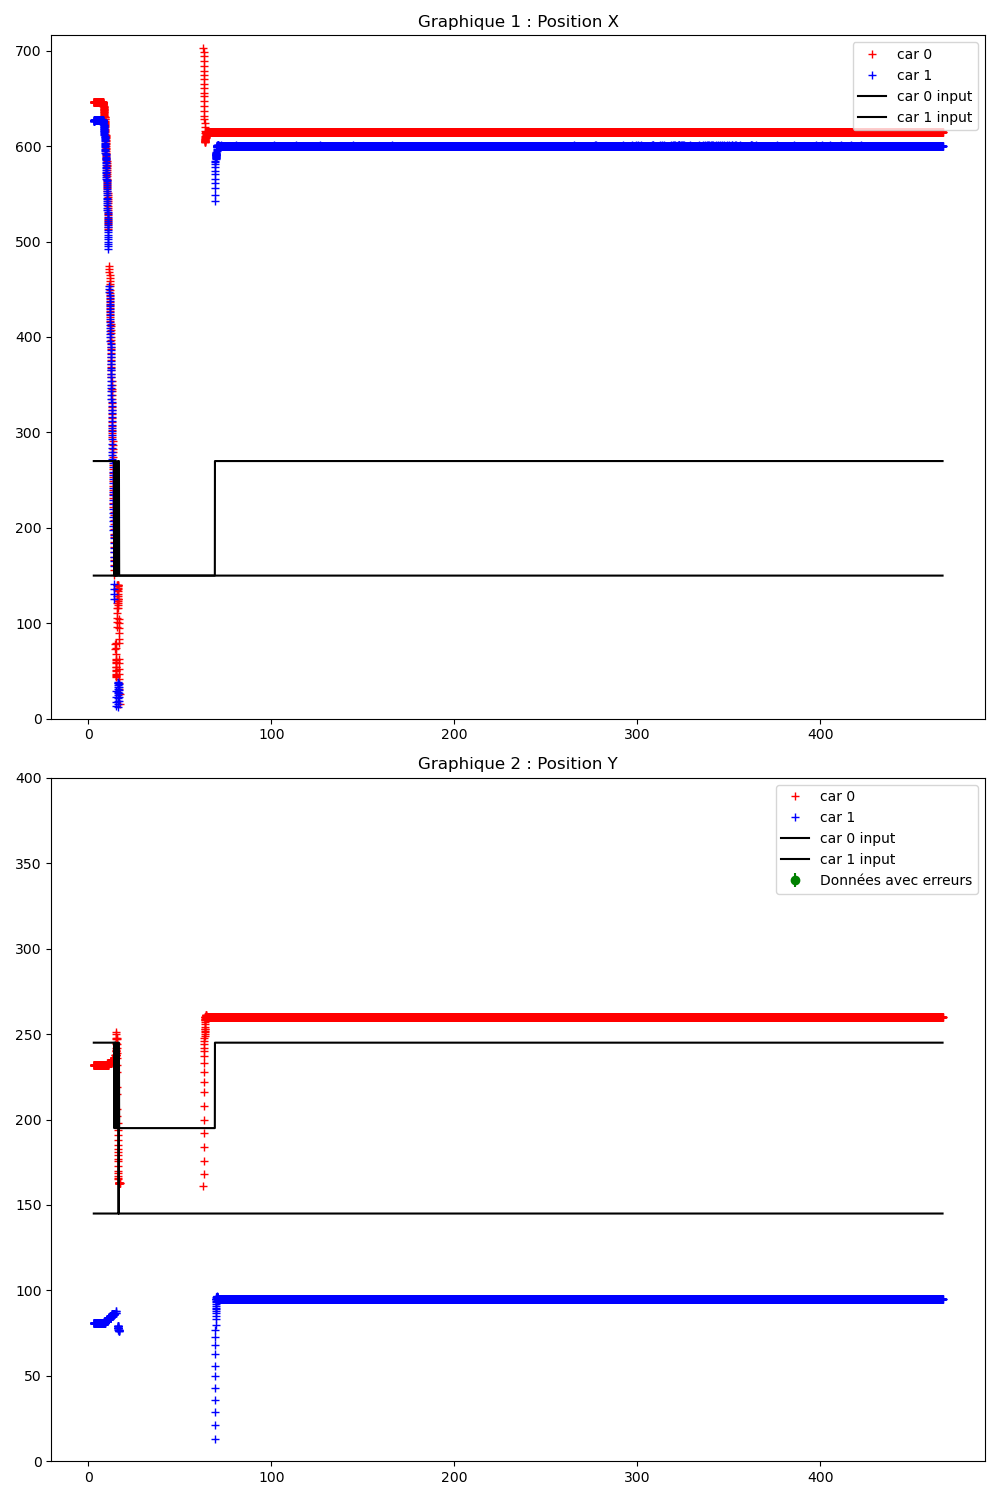 Graphique 1 : Position X
700
600
500
400
300
200
100
0
car 0
car 1
car 0 input
car 1 input
0 100 200 300 400
Graphique 2 : Position Y
400
350
300
250
200
150
100
50
0
car 0
car 1
car 0 input
car 1 input
Données avec erreurs
0 100 200 300 400